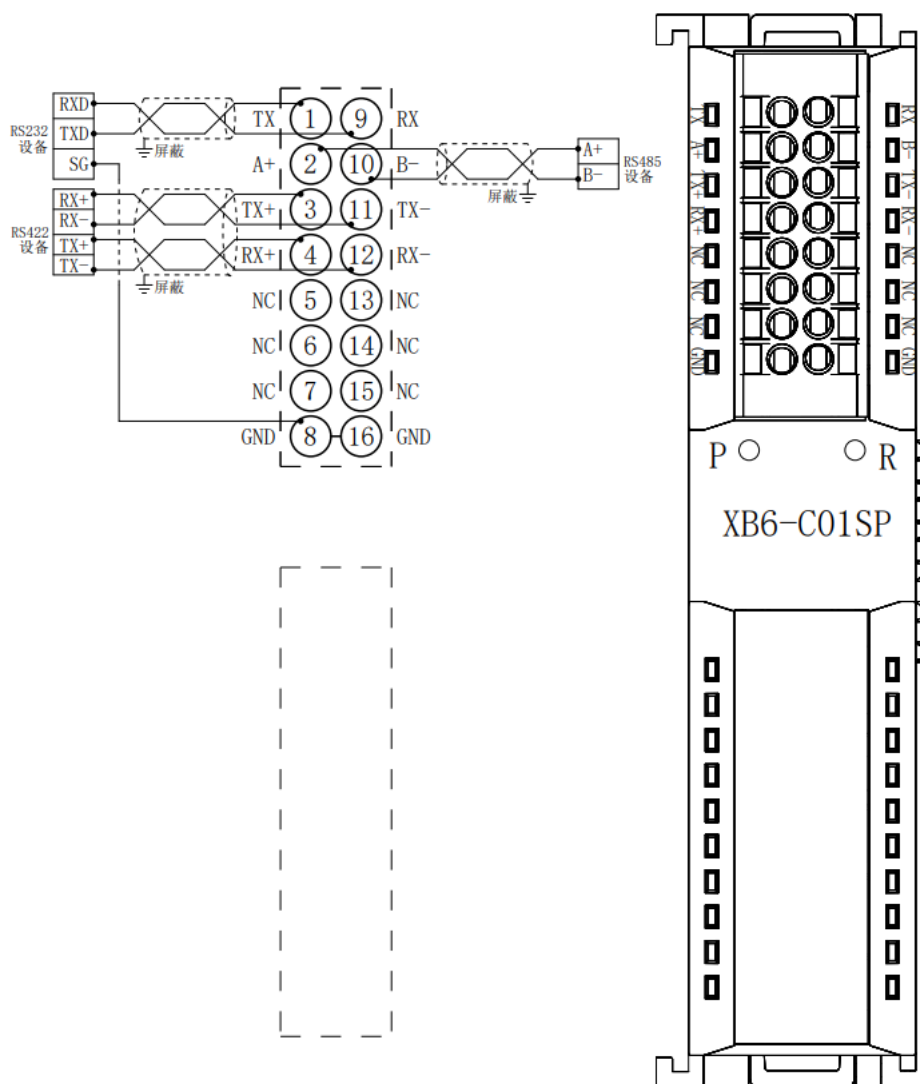 RXD
TXD
SG
RS232
设备
屏蔽
RX+
RX-
TX+
TX-
RS422
设备
屏蔽
TX 1 9 RX
A+ 2 10 B-
TX+ 3 11 TX-
RX+ 4 12 RX-
NC 5 13 NC
NC 6 14 NC
NC 7 15 NC
GND 8 16 GND
A+
B-
RS485
设备
屏蔽
TX RX
A+ B-
TX+ TX-
RX+ RX-
NC NC
NC NC
NC NC
GND GND
P R
XB6-C01SP